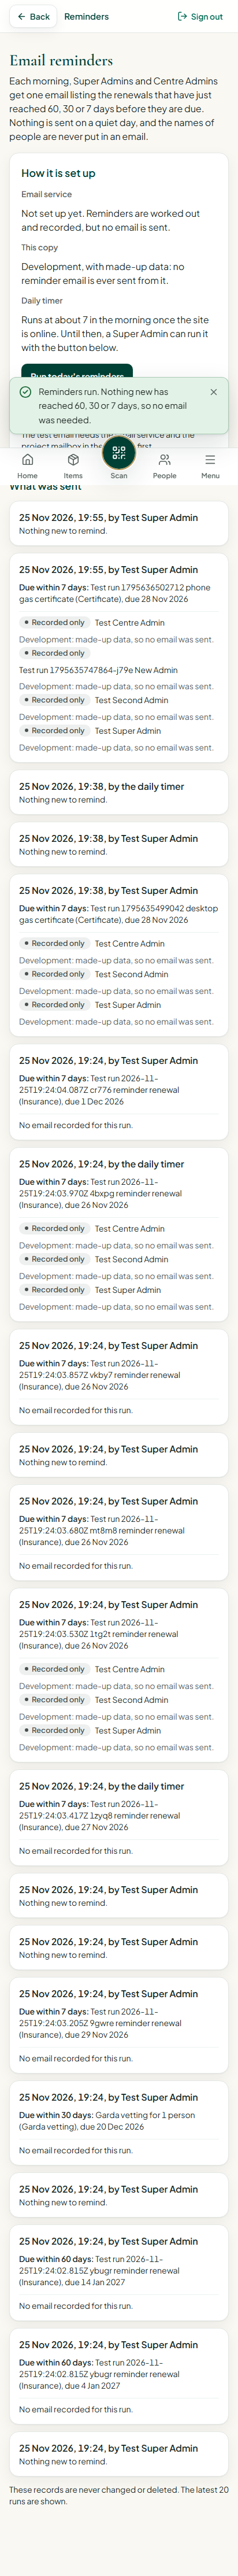 Back
Reminders
Sign out
Email reminders
Each morning, Super Admins and Centre Admins
get one email listing the renewals that have just
reached 60, 30 or 7 days before they are due.
Nothing is sent on a quiet day, and the names of
people are never put in an email.
How it is set up
Email service
Not set up yet. Reminders are worked out
and recorded, but no email is sent.
This copy
Development, with made-up data: no
reminder email is ever sent from it.
Daily timer
Runs at about 7 in the morning once the site
is online. Until then, a Super Admin can run it
with the button below.
Run today's reminders
Reminders run. Nothing new has
reached 60, 30 or 7 days, so no email
was needed.
The test email needs the email service and the
project mailbox
first
Home
Items
Scan
People
Menu
What was sent
25 Nov 2026, 19:55, by Test Super Admin
Nothing new to remind.
25 Nov 2026, 19:55, by Test Super Admin
Due within 7 days: Test run 1795636502712 phone
gas certificate (Certificate), due 28 Nov 2026
Recorded only Test Centre Admin
Development: made-up data, so no email was sent.
Recorded only
Test run 1795635747864-j79e New Admin
Development: made-up data, so no email was sent.
Recorded only Test Second Admin
Development: made-up data, so no email was sent.
Recorded only Test Super Admin
Development: made-up data, so no email was sent.
25 Nov 2026, 19:38, by the daily timer
Nothing new to remind.
25 Nov 2026, 19:38, by Test Super Admin
Nothing new to remind.
25 Nov 2026, 19:38, by Test Super Admin
Due within 7 days: Test run 1795635499042 desktop
gas certificate (Certificate), due 28 Nov 2026
Recorded only Test Centre Admin
Development: made-up data, so no email was sent.
Recorded only Test Second Admin
Development: made-up data, so no email was sent.
Recorded only Test Super Admin
Development: made-up data, so no email was sent.
25 Nov 2026, 19:24, by Test Super Admin
Due within 7 days: Test run 2026-11-
25T19:24:04.087Z cr776 reminder renewal
(Insurance), due 1 Dec 2026
No email recorded for this run.
25 Nov 2026, 19:24, by the daily timer
Due within 7 days: Test run 2026-11-
25T19:24:03.970Z 4bxpg reminder renewal
(Insurance), due 26 Nov 2026
Recorded only Test Centre Admin
Development: made-up data, so no email was sent.
Recorded only Test Second Admin
Development: made-up data, so no email was sent.
Recorded only Test Super Admin
Development: made-up data, so no email was sent.
25 Nov 2026, 19:24, by Test Super Admin
Due within 7 days: Test run 2026-11-
25T19:24:03.857Z vkby7 reminder renewal
(Insurance), due 26 Nov 2026
No email recorded for this run.
25 Nov 2026, 19:24, by Test Super Admin
Nothing new to remind.
25 Nov 2026, 19:24, by Test Super Admin
Due within 7 days: Test run 2026-11-
25T19:24:03.680Z mt8m8 reminder renewal
(Insurance), due 26 Nov 2026
No email recorded for this run.
25 Nov 2026, 19:24, by Test Super Admin
Due within 7 days: Test run 2026-11-
25T19:24:03.530Z 1tg2t reminder renewal
(Insurance), due 26 Nov 2026
Recorded only Test Centre Admin
Development: made-up data, so no email was sent.
Recorded only Test Second Admin
Development: made-up data, so no email was sent.
Recorded only Test Super Admin
Development: made-up data, so no email was sent.
25 Nov 2026, 19:24, by the daily timer
Due within 7 days: Test run 2026-11-
25T19:24:03.417Z 1zyq8 reminder renewal
(Insurance), due 27 Nov 2026
No email recorded for this run.
25 Nov 2026, 19:24, by Test Super Admin
Nothing new to remind.
25 Nov 2026, 19:24, by Test Super Admin
Nothing new to remind.
25 Nov 2026, 19:24, by Test Super Admin
Due within 7 days: Test run 2026-11-
25T19:24:03.205Z 9gwre reminder renewal
(Insurance), due 29 Nov 2026
No email recorded for this run.
25 Nov 2026, 19:24, by Test Super Admin
Due within 30 days: Garda vetting for 1 person
(Garda vetting), due 20 Dec 2026
No email recorded for this run.
25 Nov 2026, 19:24, by Test Super Admin
Nothing new to remind.
25 Nov 2026, 19:24, by Test Super Admin
Due within 60 days: Test run 2026-11-
25T19:24:02.815Z ybugr reminder renewal
(Insurance), due 14 Jan 2027
No email recorded for this run.
25 Nov 2026, 19:24, by Test Super Admin
Due within 60 days: Test run 2026-11-
25T19:24:02.815Z ybugr reminder renewal
(Insurance), due 4 Jan 2027
No email recorded for this run.
25 Nov 2026, 19:24, by Test Super Admin
Nothing new to remind.
These records are never changed or deleted. The latest 20
runs are shown.